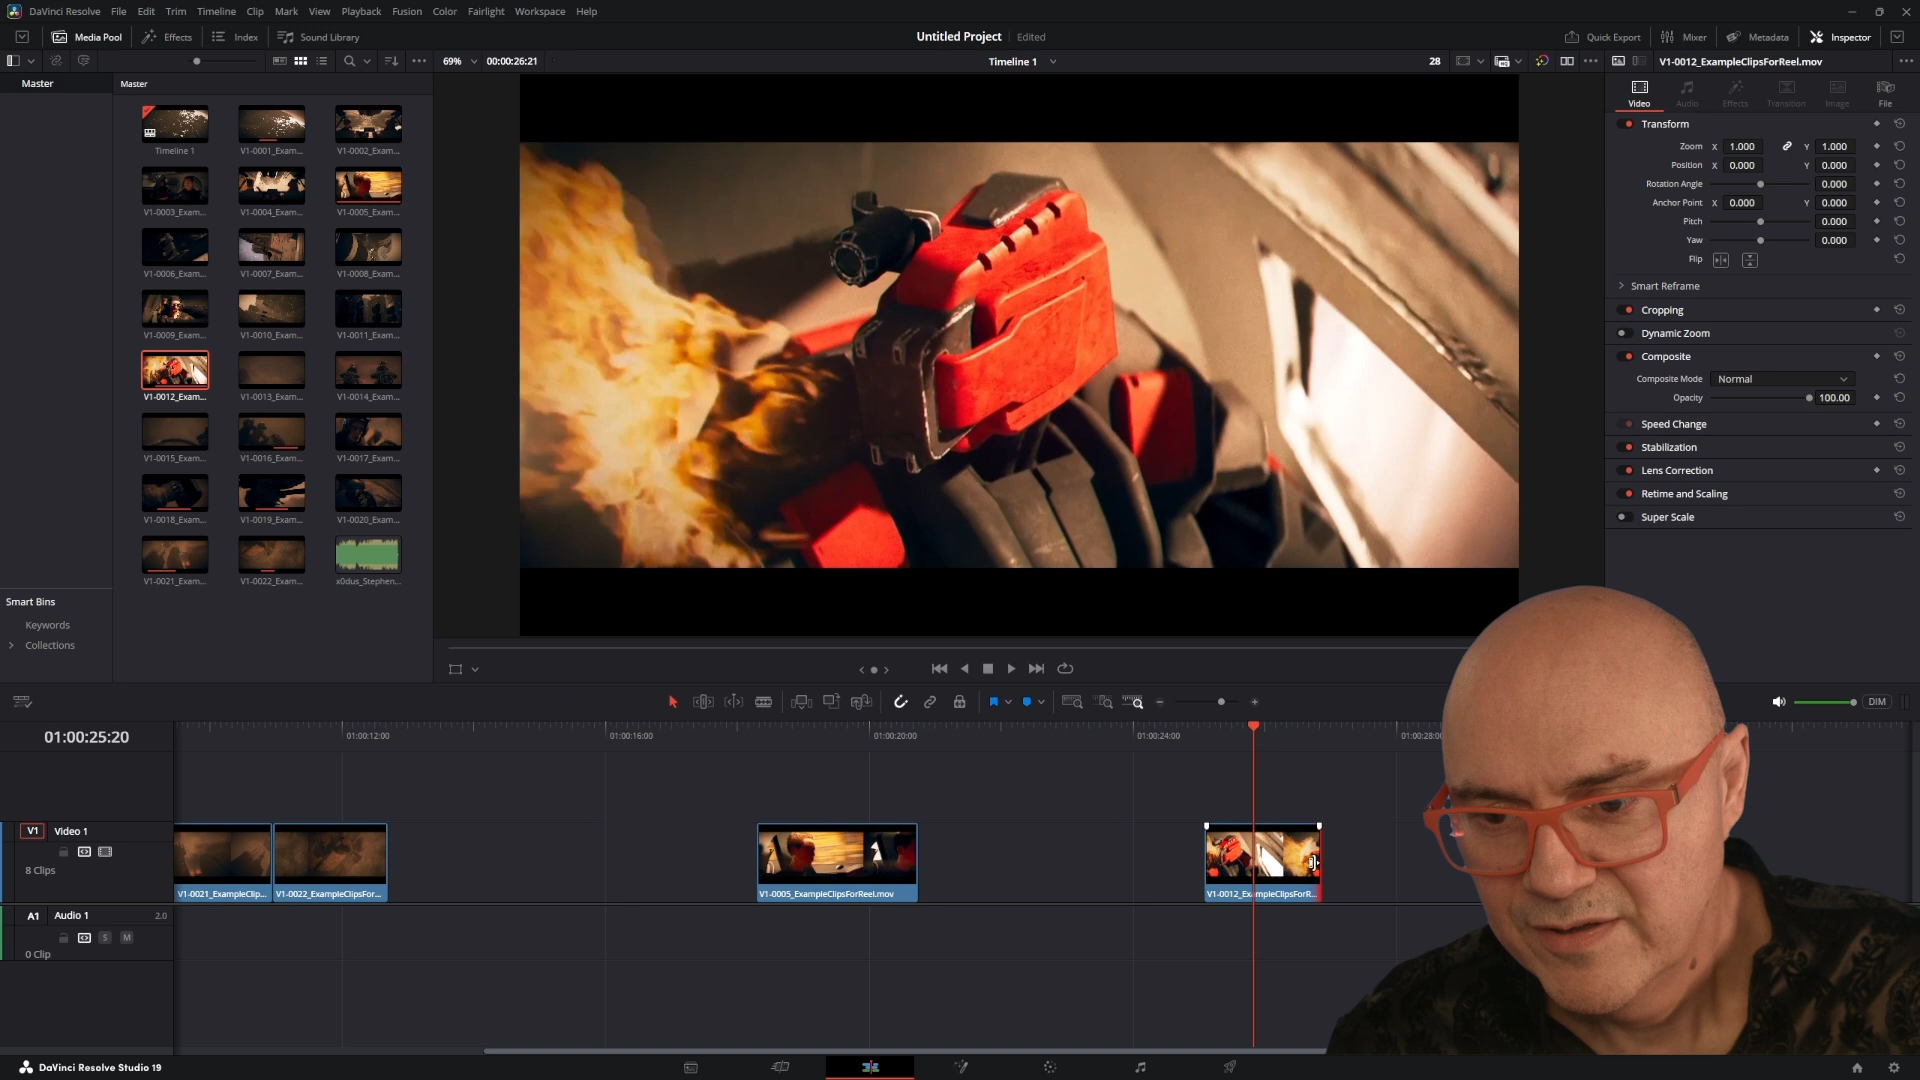 DaVinci Resolve File Edit Trim Timeline Clip Mark View Playback Fusion Color Fairlight Workspace Help
Media Pool Effects Index Sound Library Untitled Project Edited Quick Export Mixer Metadata Inspector
69% 00:00:26:21 Timeline 1 28 V1-0012_ExampleClipsForReel.mov
Master
Master
Video Audio Effects Transition Image File
Timeline 1 V1-0001_Exam... V1-0002_Exam...
V1-0003_Exam... V1-0004_Exam... V1-0005_Exam...
V1-0006_Exam... V1-0007_Exam... V1-0008_Exam...
V1-0009_Exam... V1-0010_Exam... V1-0011_Exam...
V1-0012_Exam... V1-0013_Exam... V1-0014_Exam...
V1-0015_Exam... V1-0016_Exam... V1-0017_Exam...
V1-0018_Exam... V1-0019_Exam... V1-0020_Exam...
V1-0021_Exam... V1-0022_Exam... x0dus_Stephen...
Smart Bins
Keywords
Collections
Transform
Zoom X 1.000 Y 1.000
Position X 0.000 Y 0.000
Rotation Angle 0.000
Anchor Point X 0.000 Y 0.000
Pitch 0.000
Yaw 0.000
Flip
Smart Reframe
Cropping
Dynamic Zoom
Composite
Composite Mode Normal
Opacity 100.00
Speed Change
Stabilization
Lens Correction
Retime and Scaling
Super Scale
DIM
01:00:25:20 01:00:12:00 01:00:16:00 01:00:20:00 01:00:24:00 01:00:28:00
V1 Video 1
8 Clips
V1-0021_ExampleClip... V1-0022_ExampleClipsFor... V1-0005_ExampleClipsForReel.mov V1-0012_ExampleClipsForR...
A1 Audio 1 2.0
S M
0 Clip
DaVinci Resolve Studio 19